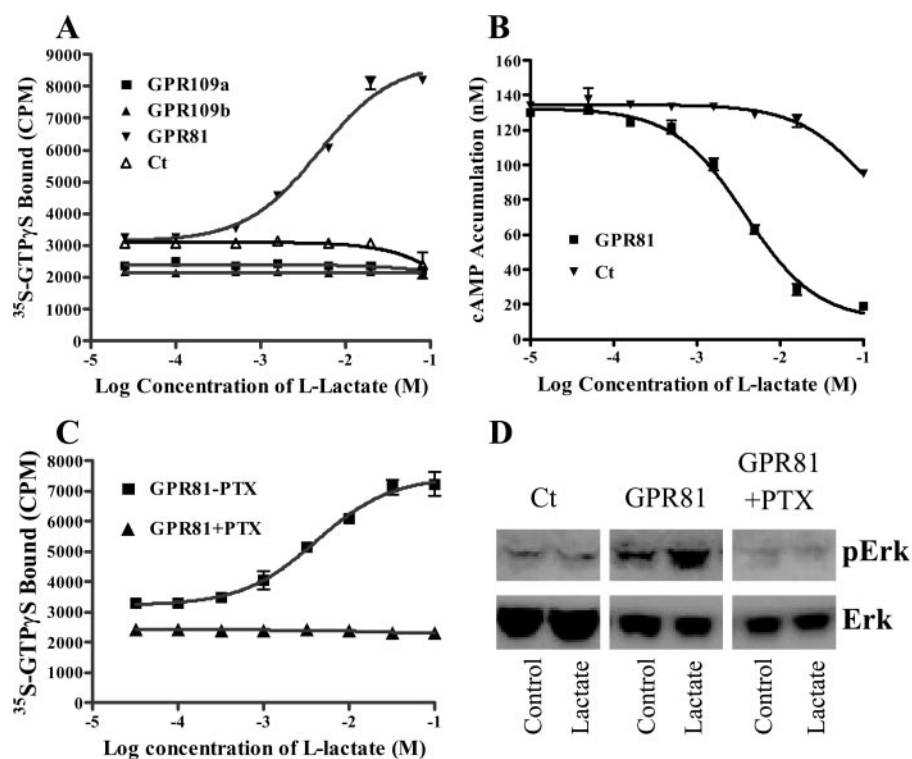 A
³⁵S-GTPγS Bound (CPM)
9000
8000
7000
6000
5000
4000
3000
2000
1000
0
GPR109a
GPR109b
GPR81
Ct
-5 -4 -3 -2 -1
Log Concentration of L-Lactate (M)
B
cAMP Accumulation (nM)
160
140
120
100
80
60
40
20
0
GPR81
Ct
-5 -4 -3 -2 -1
Log Concentration of L-lactate (M)
C
³⁵S-GTPγS Bound (CPM)
8000
7000
6000
5000
4000
3000
2000
1000
0
GPR81-PTX
GPR81+PTX
-5 -4 -3 -2 -1
Log concentration of L-lactate (M)
D
Ct
GPR81
GPR81
+PTX
pErk
Erk
Control
Lactate
Control
Lactate
Control
Lactate